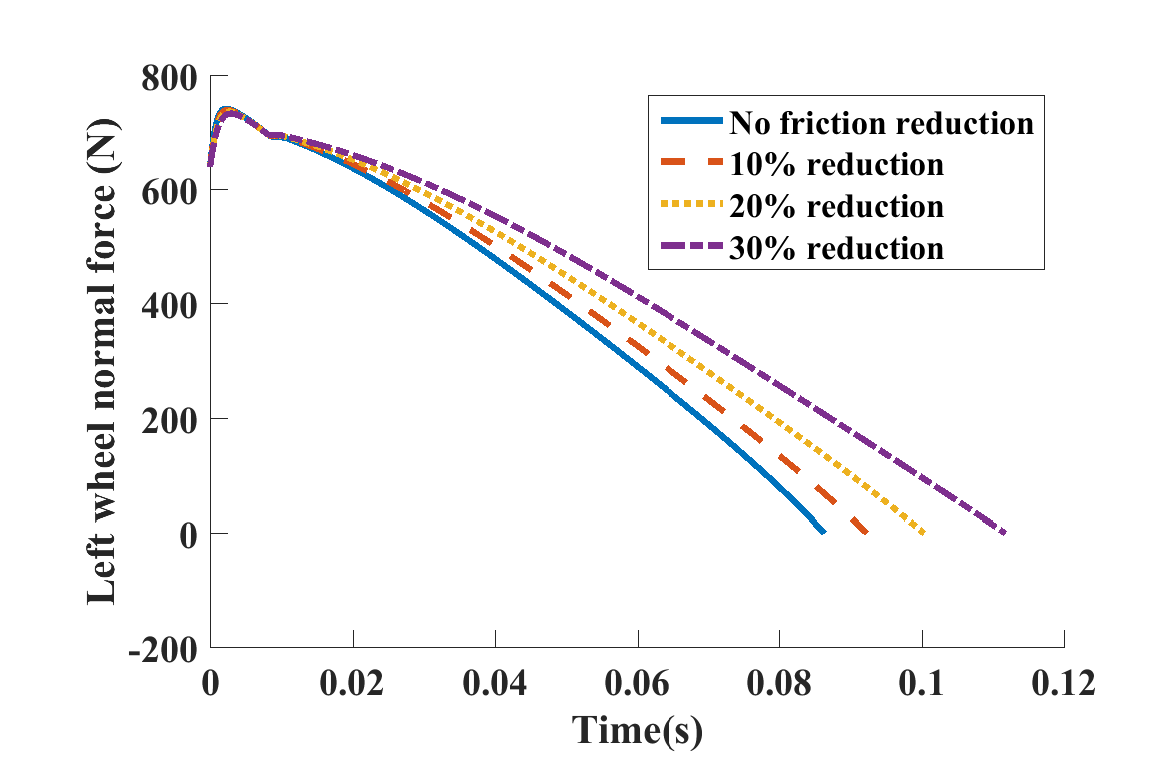 800
600
400
200
0
-200
Left wheel normal force (N)
No friction reduction
10% reduction
20% reduction
30% reduction
0 0.02 0.04 0.06 0.08 0.1 0.12
Time(s)